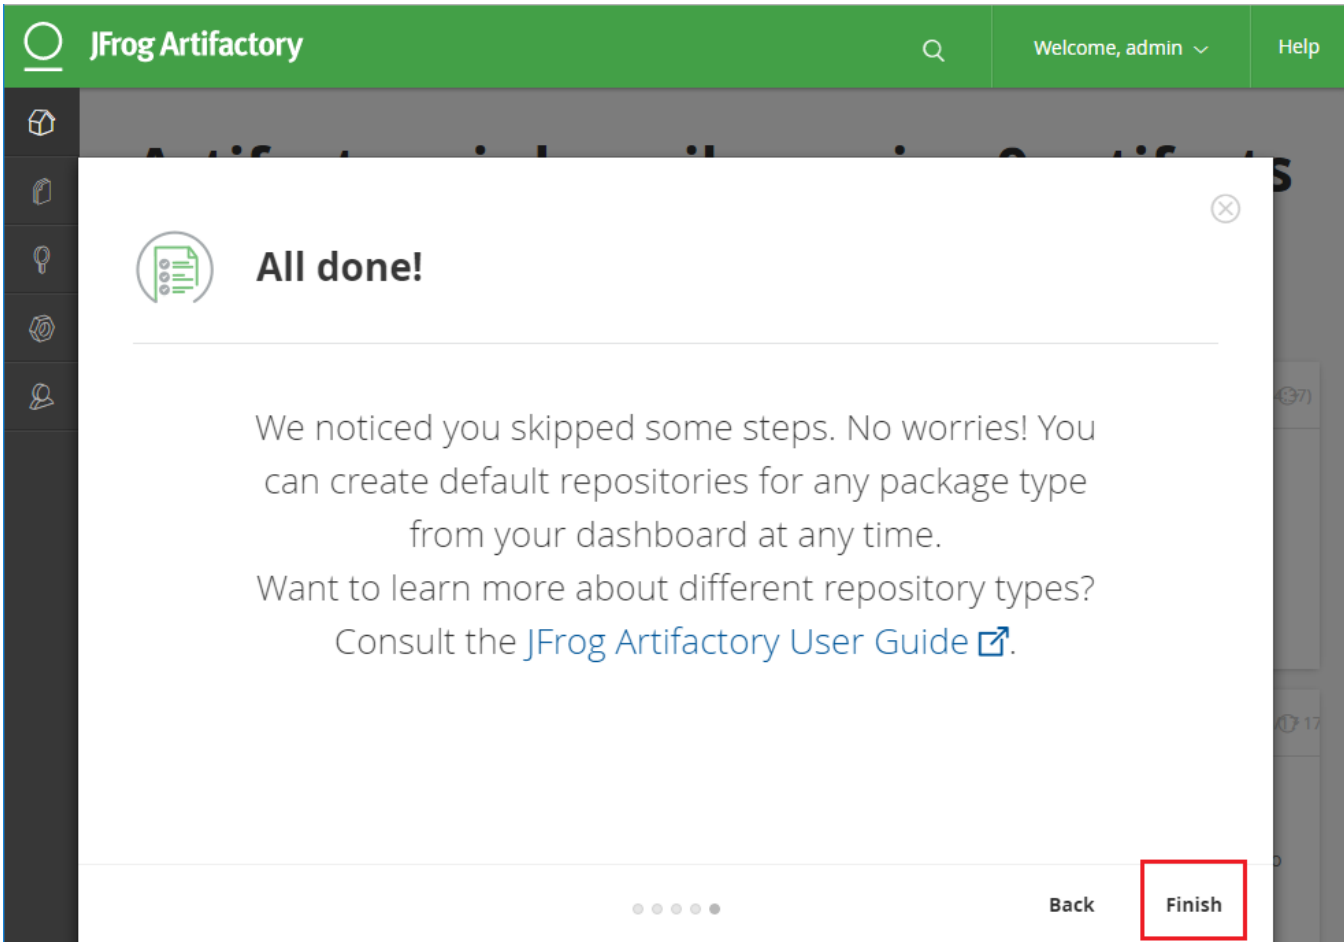 JFrog Artifactory
Welcome, admin
Help
All done!
We noticed you skipped some steps. No worries! You
can create default repositories for any package type
from your dashboard at any time.
Want to learn more about different repository types?
Consult the JFrog Artifactory User Guide.
Back
Finish